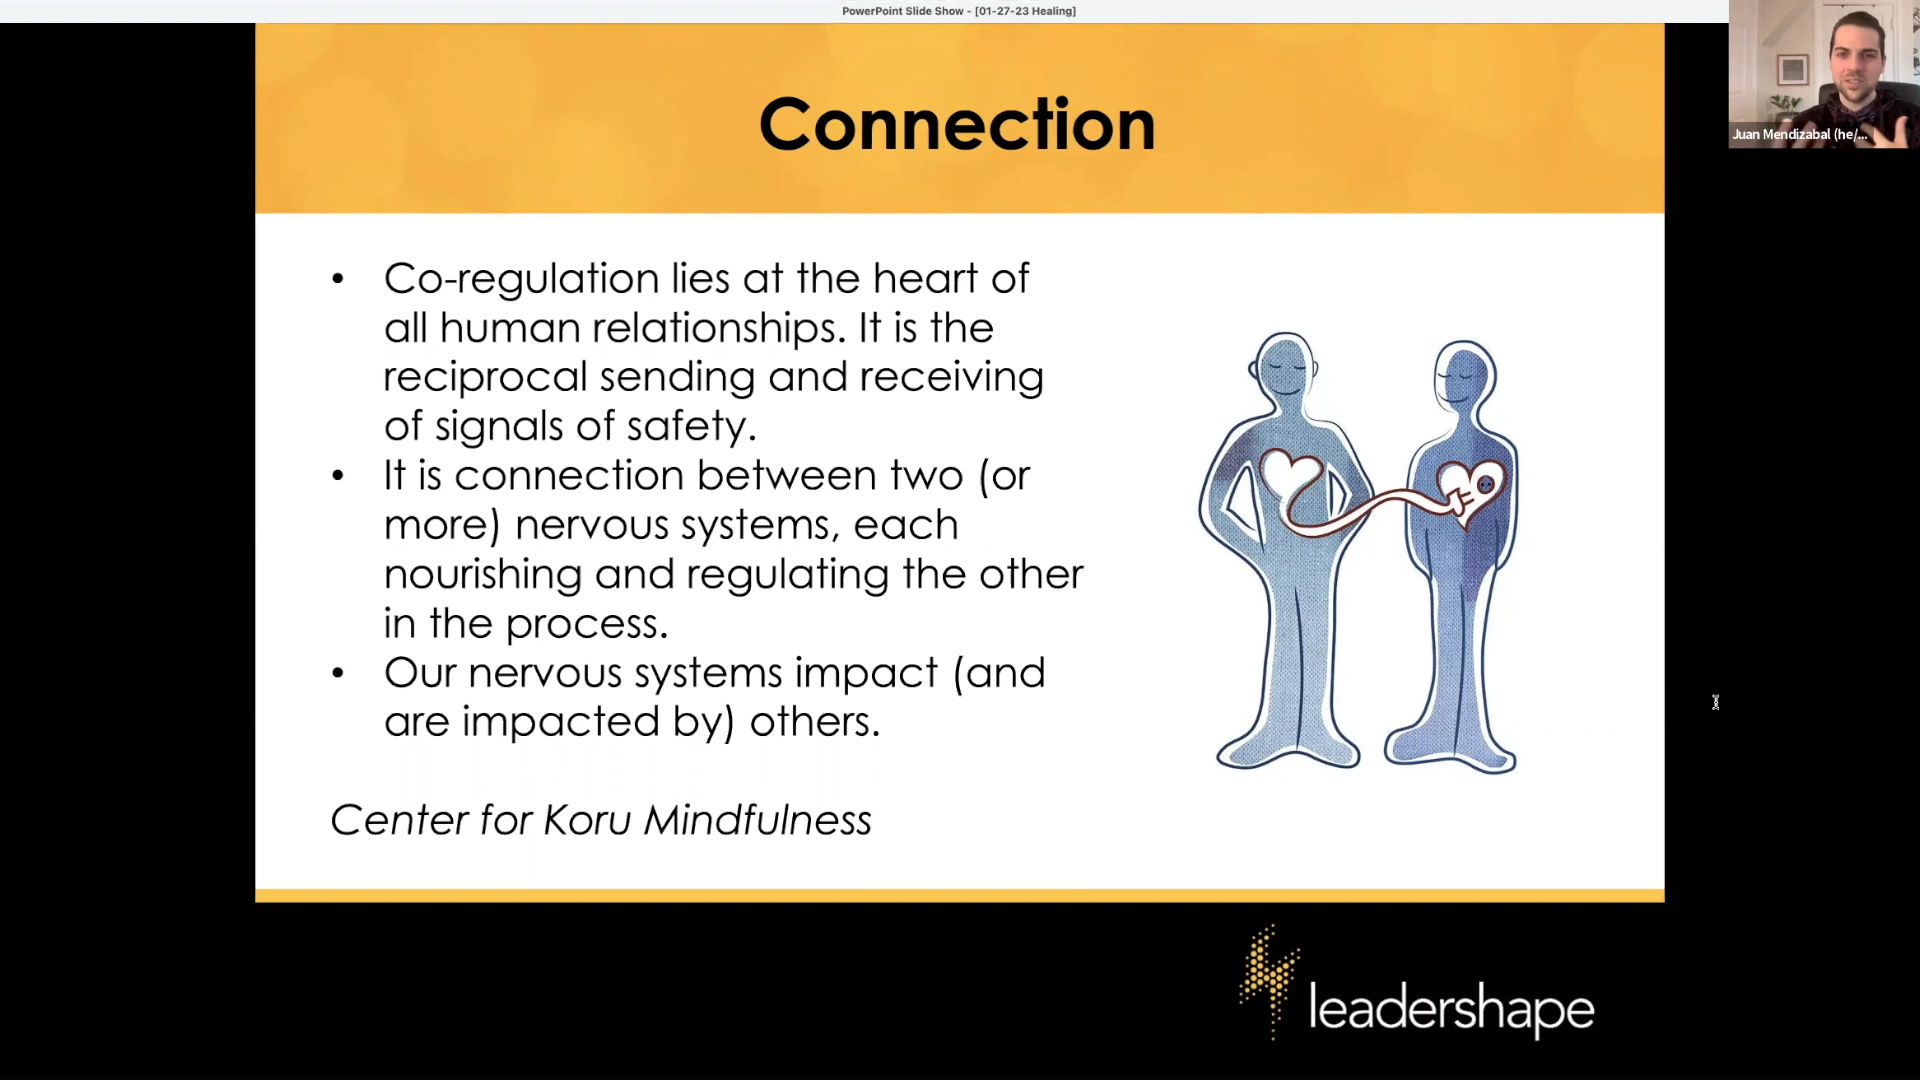 PowerPoint Slide Show - [01-27-23 Healing]
Juan Mendizabal (he/...
Connection
• Co-regulation lies at the heart of
all human relationships. It is the
reciprocal sending and receiving
of signals of safety.
• It is connection between two (or
more) nervous systems, each
nourishing and regulating the other
in the process.
• Our nervous systems impact (and
are impacted by) others.
Center for Koru Mindfulness
leadershape